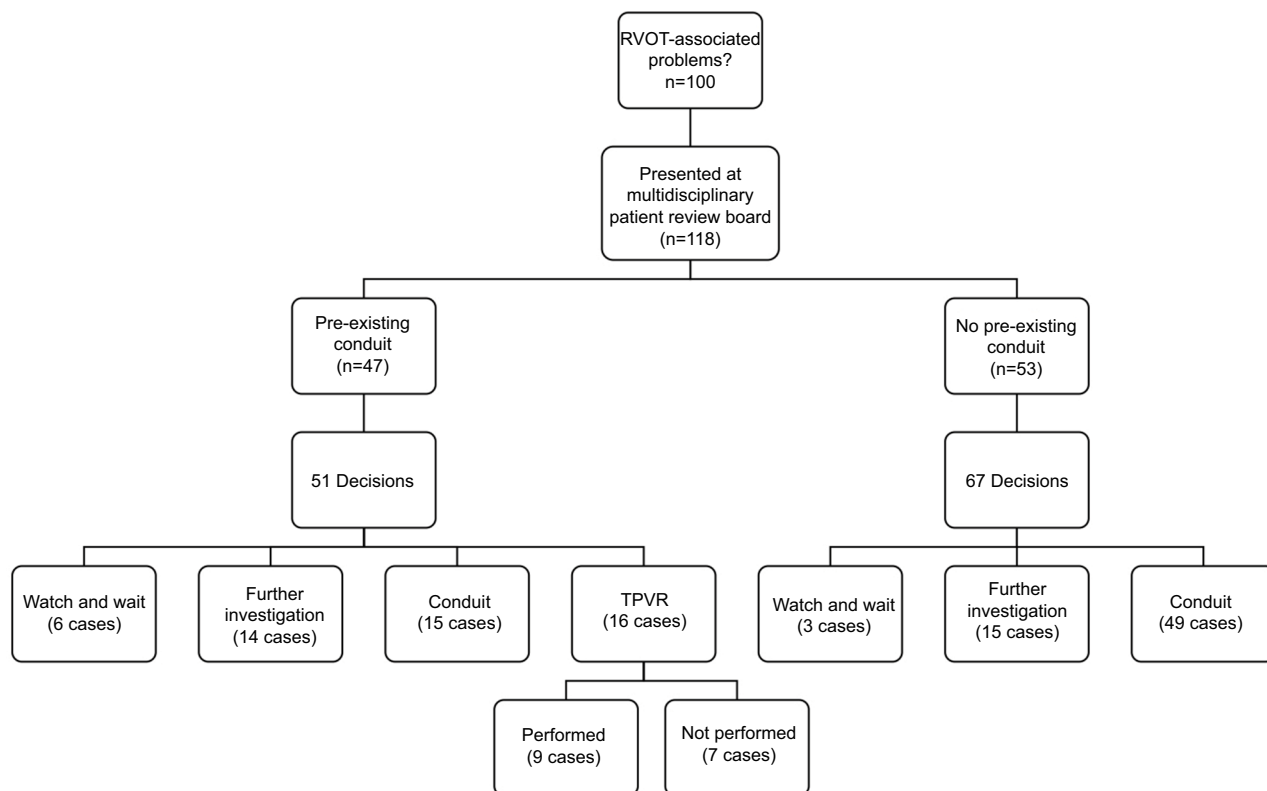 RVOT-associated
problems?
n=100
Presented at
multidisciplinary
patient review board
(n=118)
Pre-existing
conduit
(n=47)
No pre-existing
conduit
(n=53)
51 Decisions
67 Decisions
Watch and wait
(6 cases)
Further
investigation
(14 cases)
Conduit
(15 cases)
TPVR
(16 cases)
Watch and wait
(3 cases)
Further
investigation
(15 cases)
Conduit
(49 cases)
Performed
(9 cases)
Not performed
(7 cases)